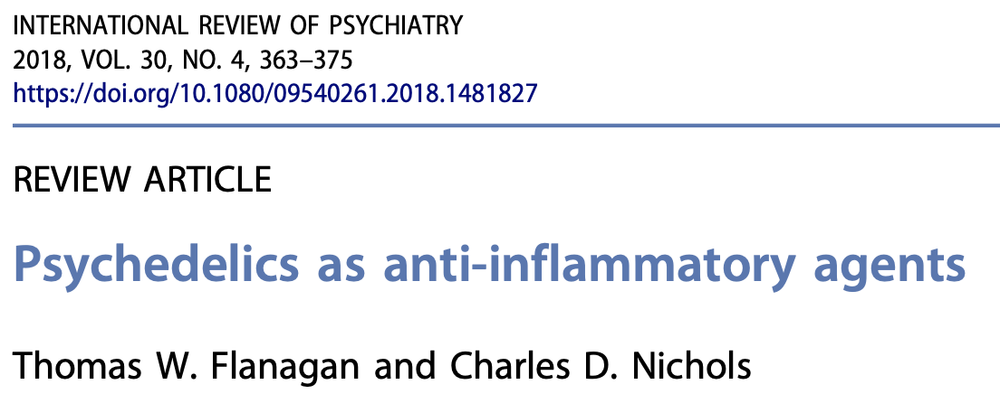 INTERNATIONAL REVIEW OF PSYCHIATRY
2018, VOL. 30, NO. 4, 363–375
https://doi.org/10.1080/09540261.2018.1481827
REVIEW ARTICLE
Psychedelics as anti-inflammatory agents
Thomas W. Flanagan and Charles D. Nichols